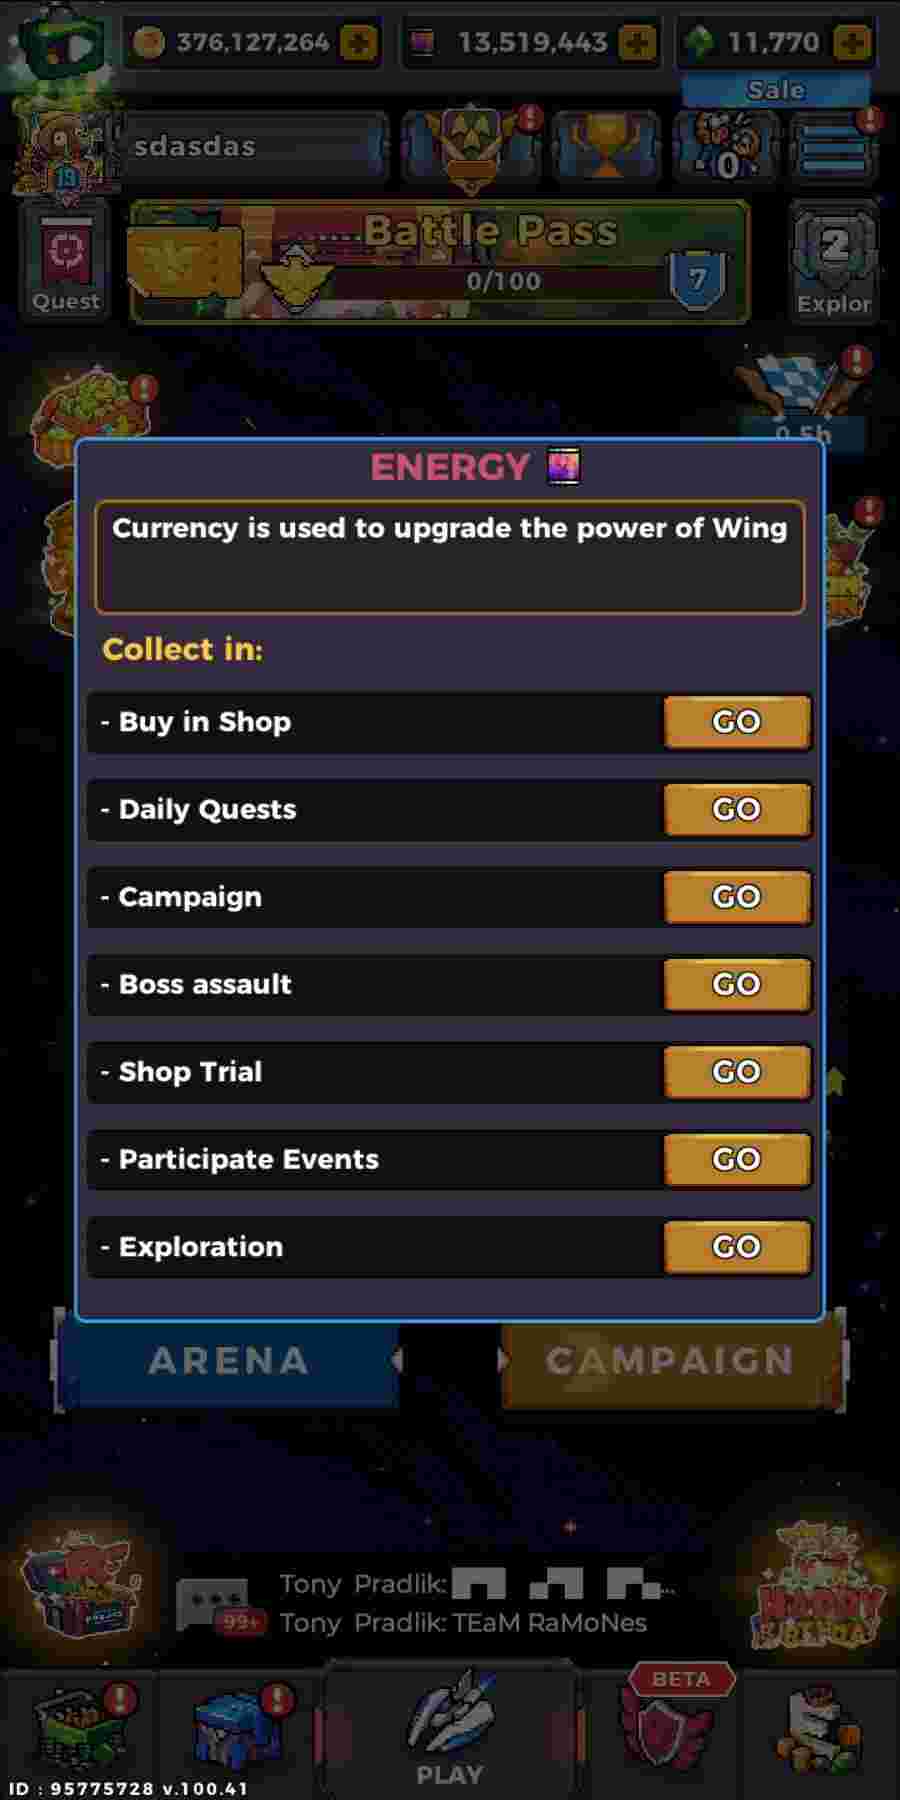 376,127,264
13,519,443
11,770
Sale
sdasdas
19
0
Quest
Battle Pass
0/100
7
2
Explor
0.5h
ENERGY
Currency is used to upgrade the power of Wing
Collect in:
- Buy in Shop
GO
- Daily Quests
GO
- Campaign
GO
- Boss assault
GO
- Shop Trial
GO
- Participate Events
GO
- Exploration
GO
ARENA
CAMPAIGN
Tony Pradlik:
99+
Tony Pradlik: TEaM RaMoNes
HAPPY
BETA
PLAY
ID : 95775728 v.100.41